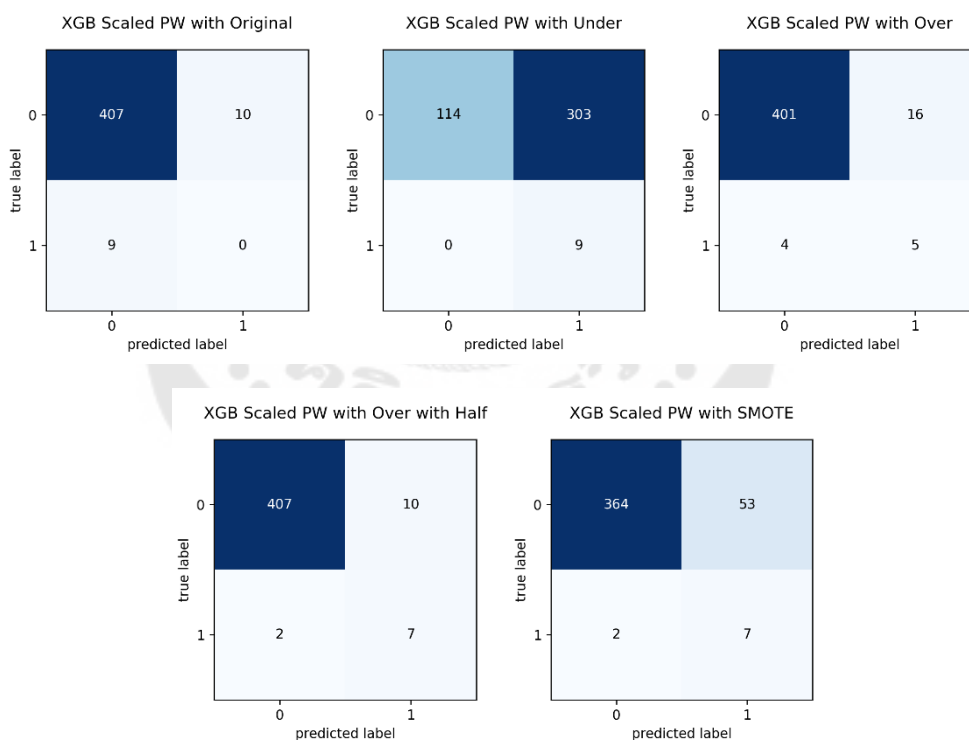 XGB Scaled PW with Original
XGB Scaled PW with Under
XGB Scaled PW with Over
0
407
10
1
9
0
true label
0
1
predicted label
0
114
303
1
0
9
true label
0
1
predicted label
0
401
16
1
4
5
true label
0
1
predicted label
XGB Scaled PW with Over with Half
XGB Scaled PW with SMOTE
0
407
10
1
2
7
true label
0
1
predicted label
0
364
53
1
2
7
true label
0
1
predicted label